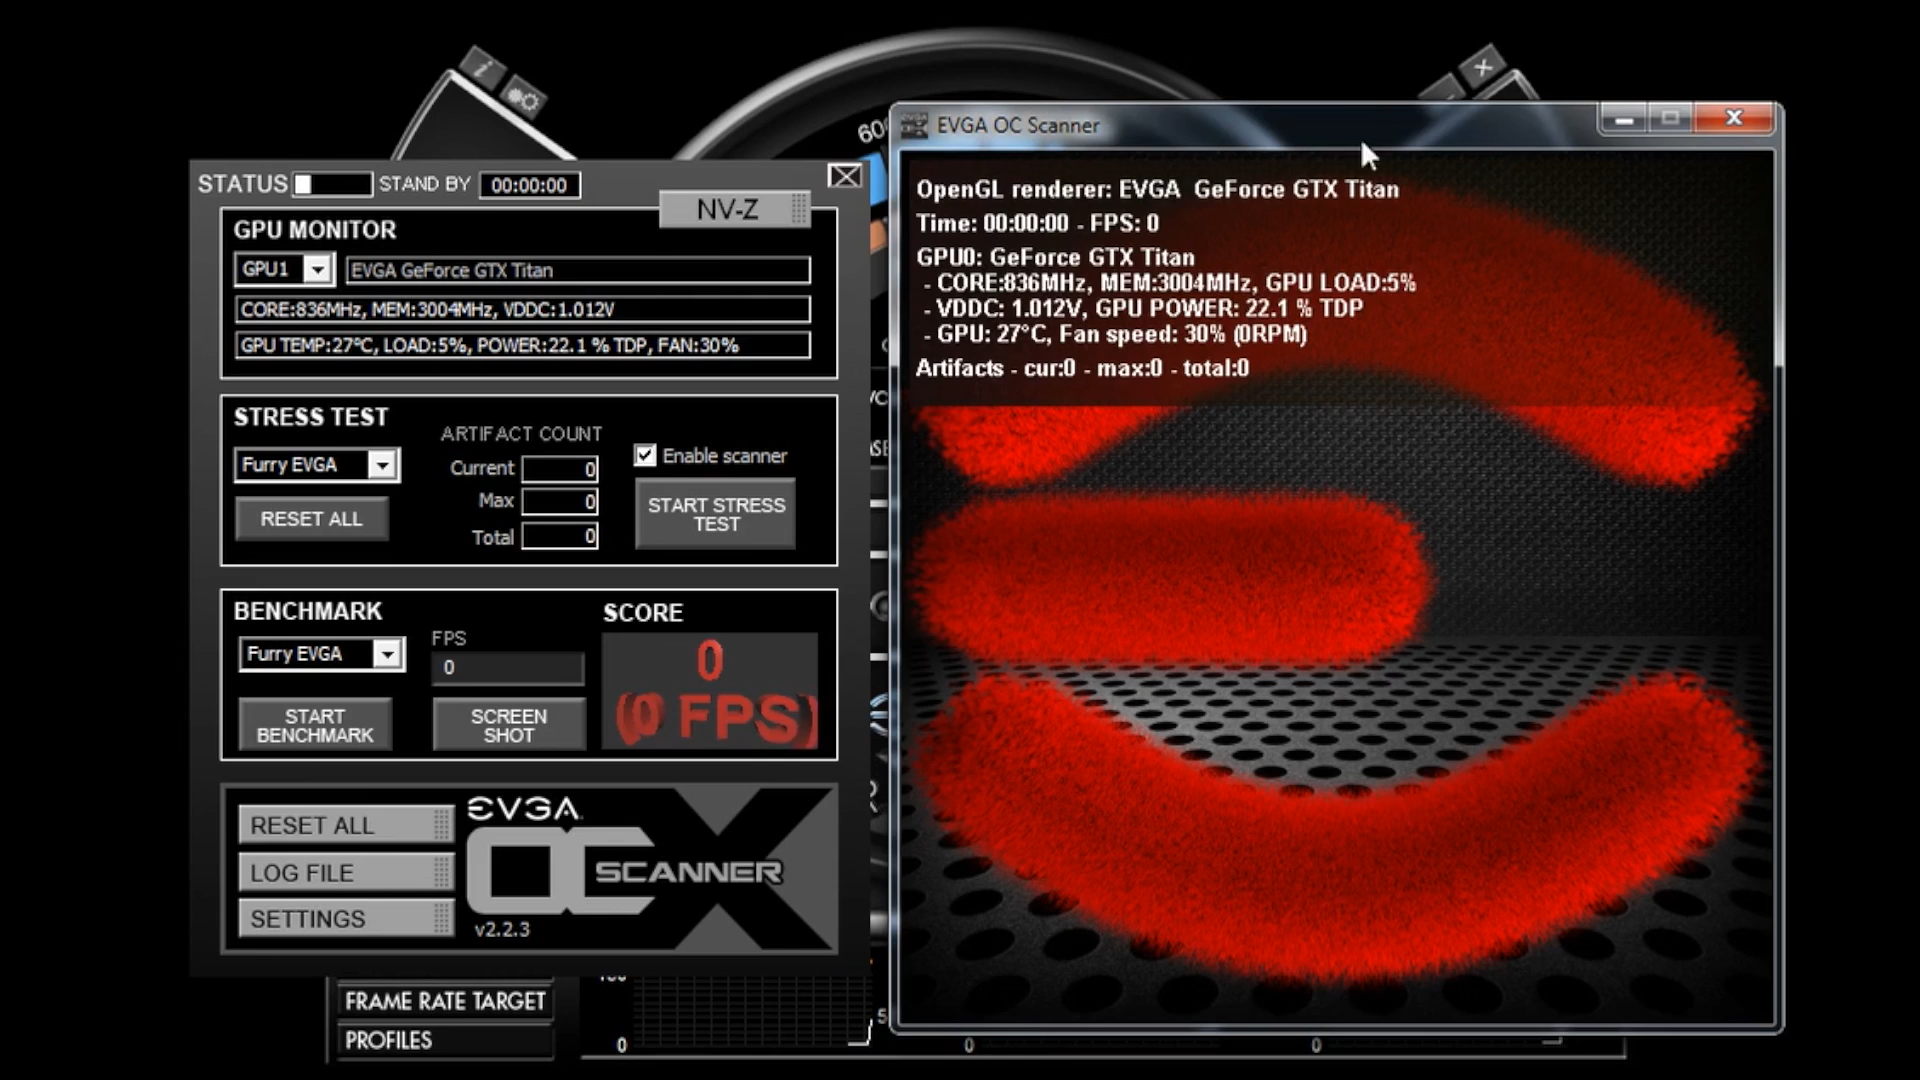 STATUS STAND BY 00:00:00
NV-Z
GPU MONITOR
GPU1 EVGA GeForce GTX Titan
CORE:836MHz, MEM:3004MHz, VDDC:1.012V
GPU TEMP:27°C, LOAD:5%, POWER:22.1 % TDP, FAN:30%
STRESS TEST
Furry EVGA
RESET ALL
ARTIFACT COUNT
Current 0
Max 0
Total 0
Enable scanner
START STRESS
TEST
BENCHMARK
Furry EVGA
START
BENCHMARK
FPS
0
SCREEN
SHOT
SCORE
0
(0 FPS)
RESET ALL
LOG FILE
SETTINGS
EVGA
OC SCANNER X
v2.2.3
FRAME RATE TARGET
PROFILES
0
0
0
600
EVGA OC Scanner
OpenGL renderer: EVGA GeForce GTX Titan
Time: 00:00:00 - FPS: 0
GPU0: GeForce GTX Titan
- CORE:836MHz, MEM:3004MHz, GPU LOAD:5%
- VDDC: 1.012V, GPU POWER: 22.1 % TDP
- GPU: 27°C, Fan speed: 30% (0RPM)
Artifacts - cur:0 - max:0 - total:0